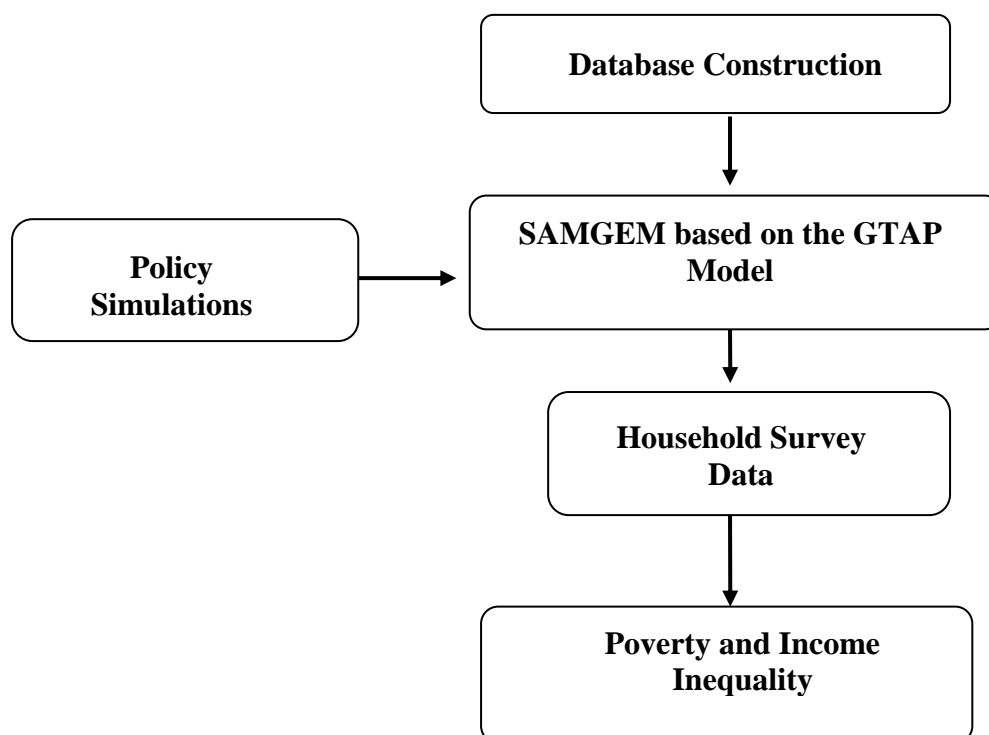 Database Construction
SAMGEM based on the GTAP
Model
Policy
Simulations
Household Survey
Data
Poverty and Income
Inequality